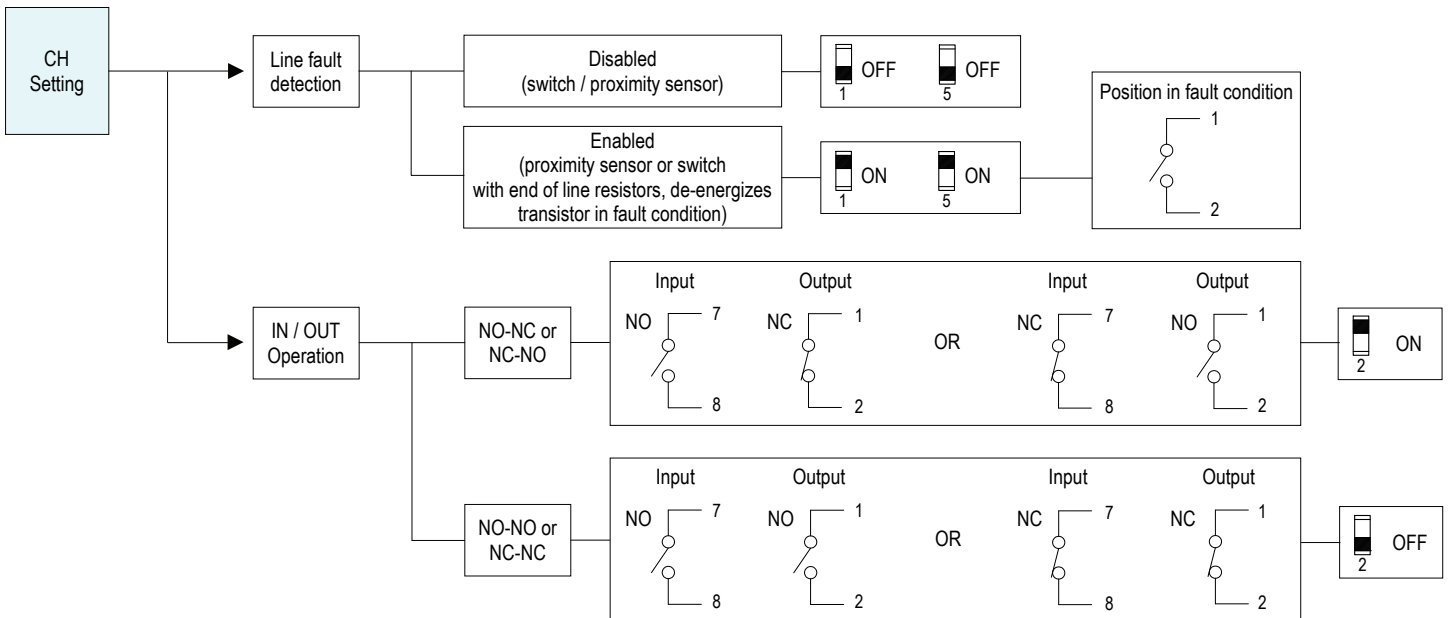 CH
Setting
Line fault
detection
Disabled
(switch / proximity sensor)
OFF
1
OFF
5
Enabled
(proximity sensor or switch
with end of line resistors, de-energizes
transistor in fault condition)
ON
1
ON
5
Position in fault condition
1
2
IN / OUT
Operation
NO-NC or
NC-NO
Input
NO
7
8
Output
NC
1
2
OR
Input
NC
7
8
Output
NO
1
2
ON
2
NO-NO or
NC-NC
Input
NO
7
8
Output
NO
1
2
OR
Input
NC
7
8
Output
NC
1
2
OFF
2